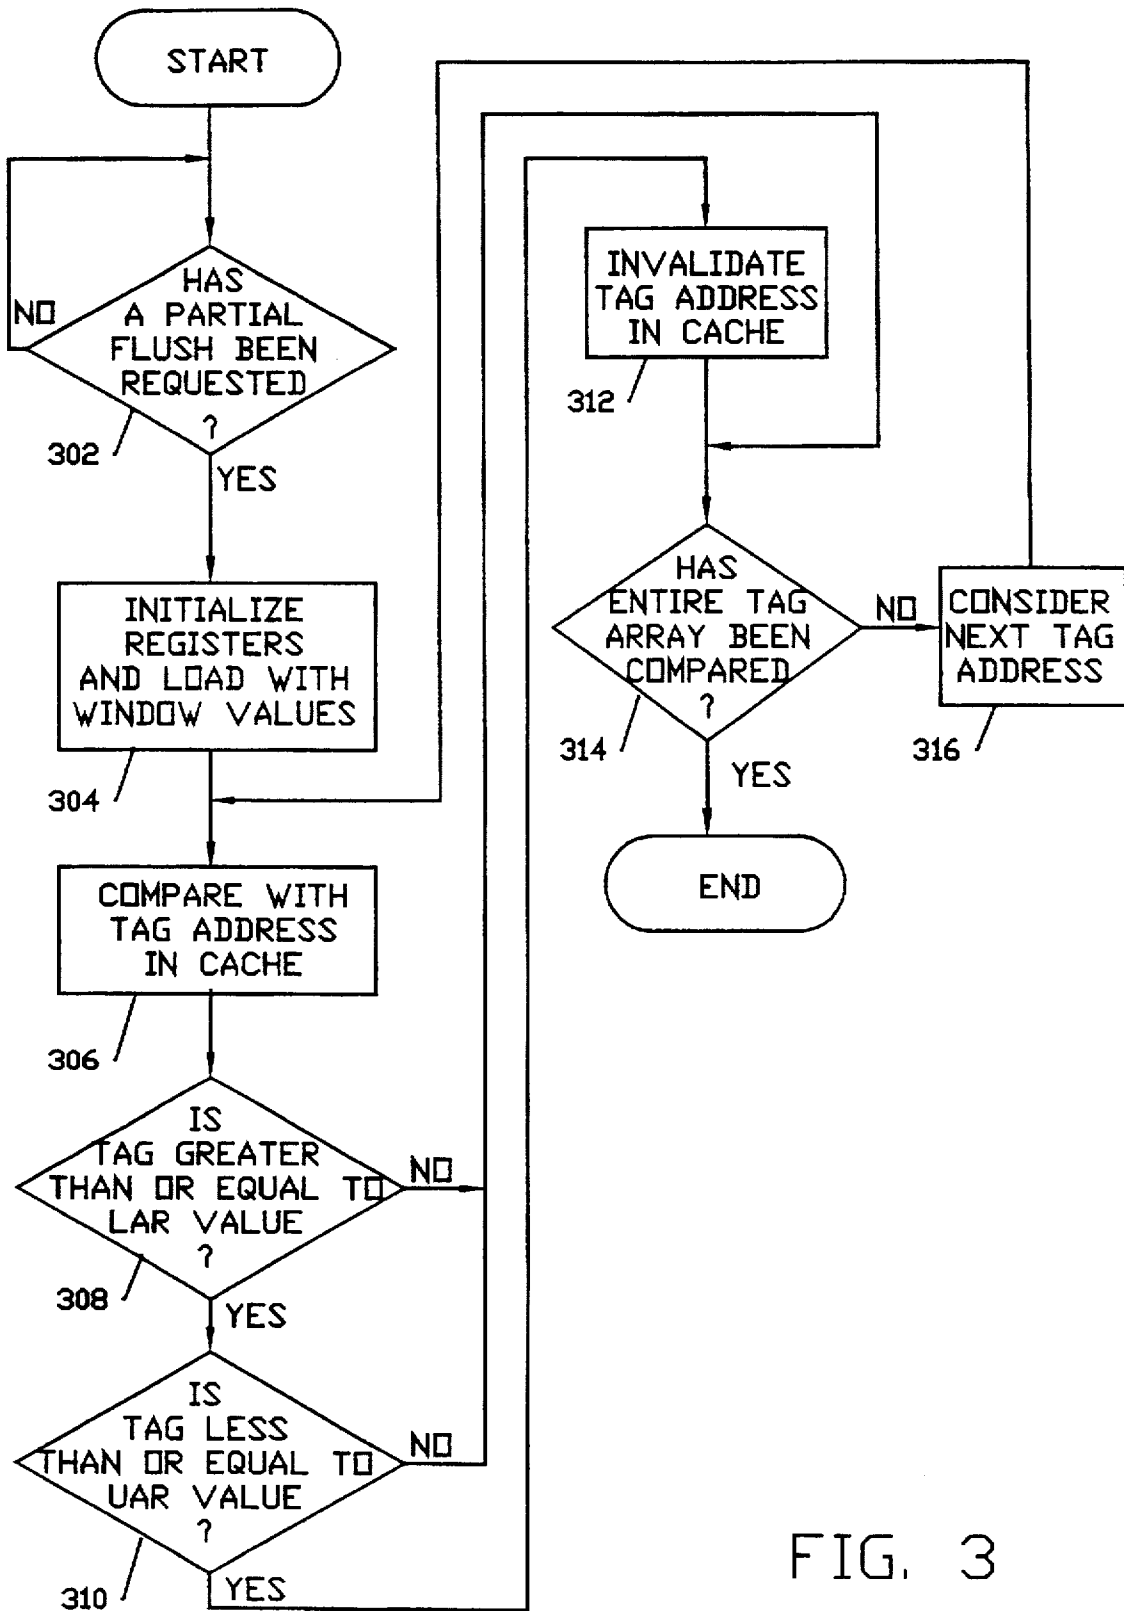 START
HAS
A PARTIAL
FLUSH BEEN
REQUESTED
?
NO
302
YES
INITIALIZE
REGISTERS
AND LOAD WITH
WINDOW VALUES
304
COMPARE WITH
TAG ADDRESS
IN CACHE
306
IS
TAG GREATER
THAN OR EQUAL TO
LAR VALUE
?
NO
308
YES
IS
TAG LESS
THAN OR EQUAL TO
UAR VALUE
?
NO
310
YES
INVALIDATE
TAG ADDRESS
IN CACHE
312
HAS
ENTIRE TAG
ARRAY BEEN
COMPARED
?
NO
314
YES
CONSIDER
NEXT TAG
ADDRESS
316
END
FIG. 3